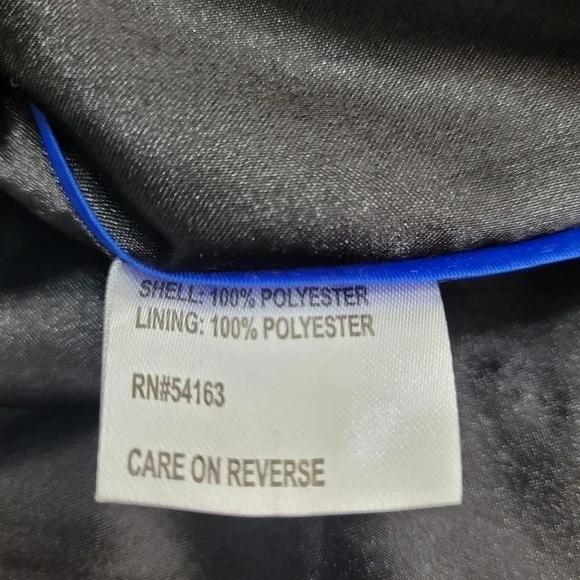 SHELL: 100% POLYESTER
LINING: 100% POLYESTER
RN#54163
CARE ON REVERSE